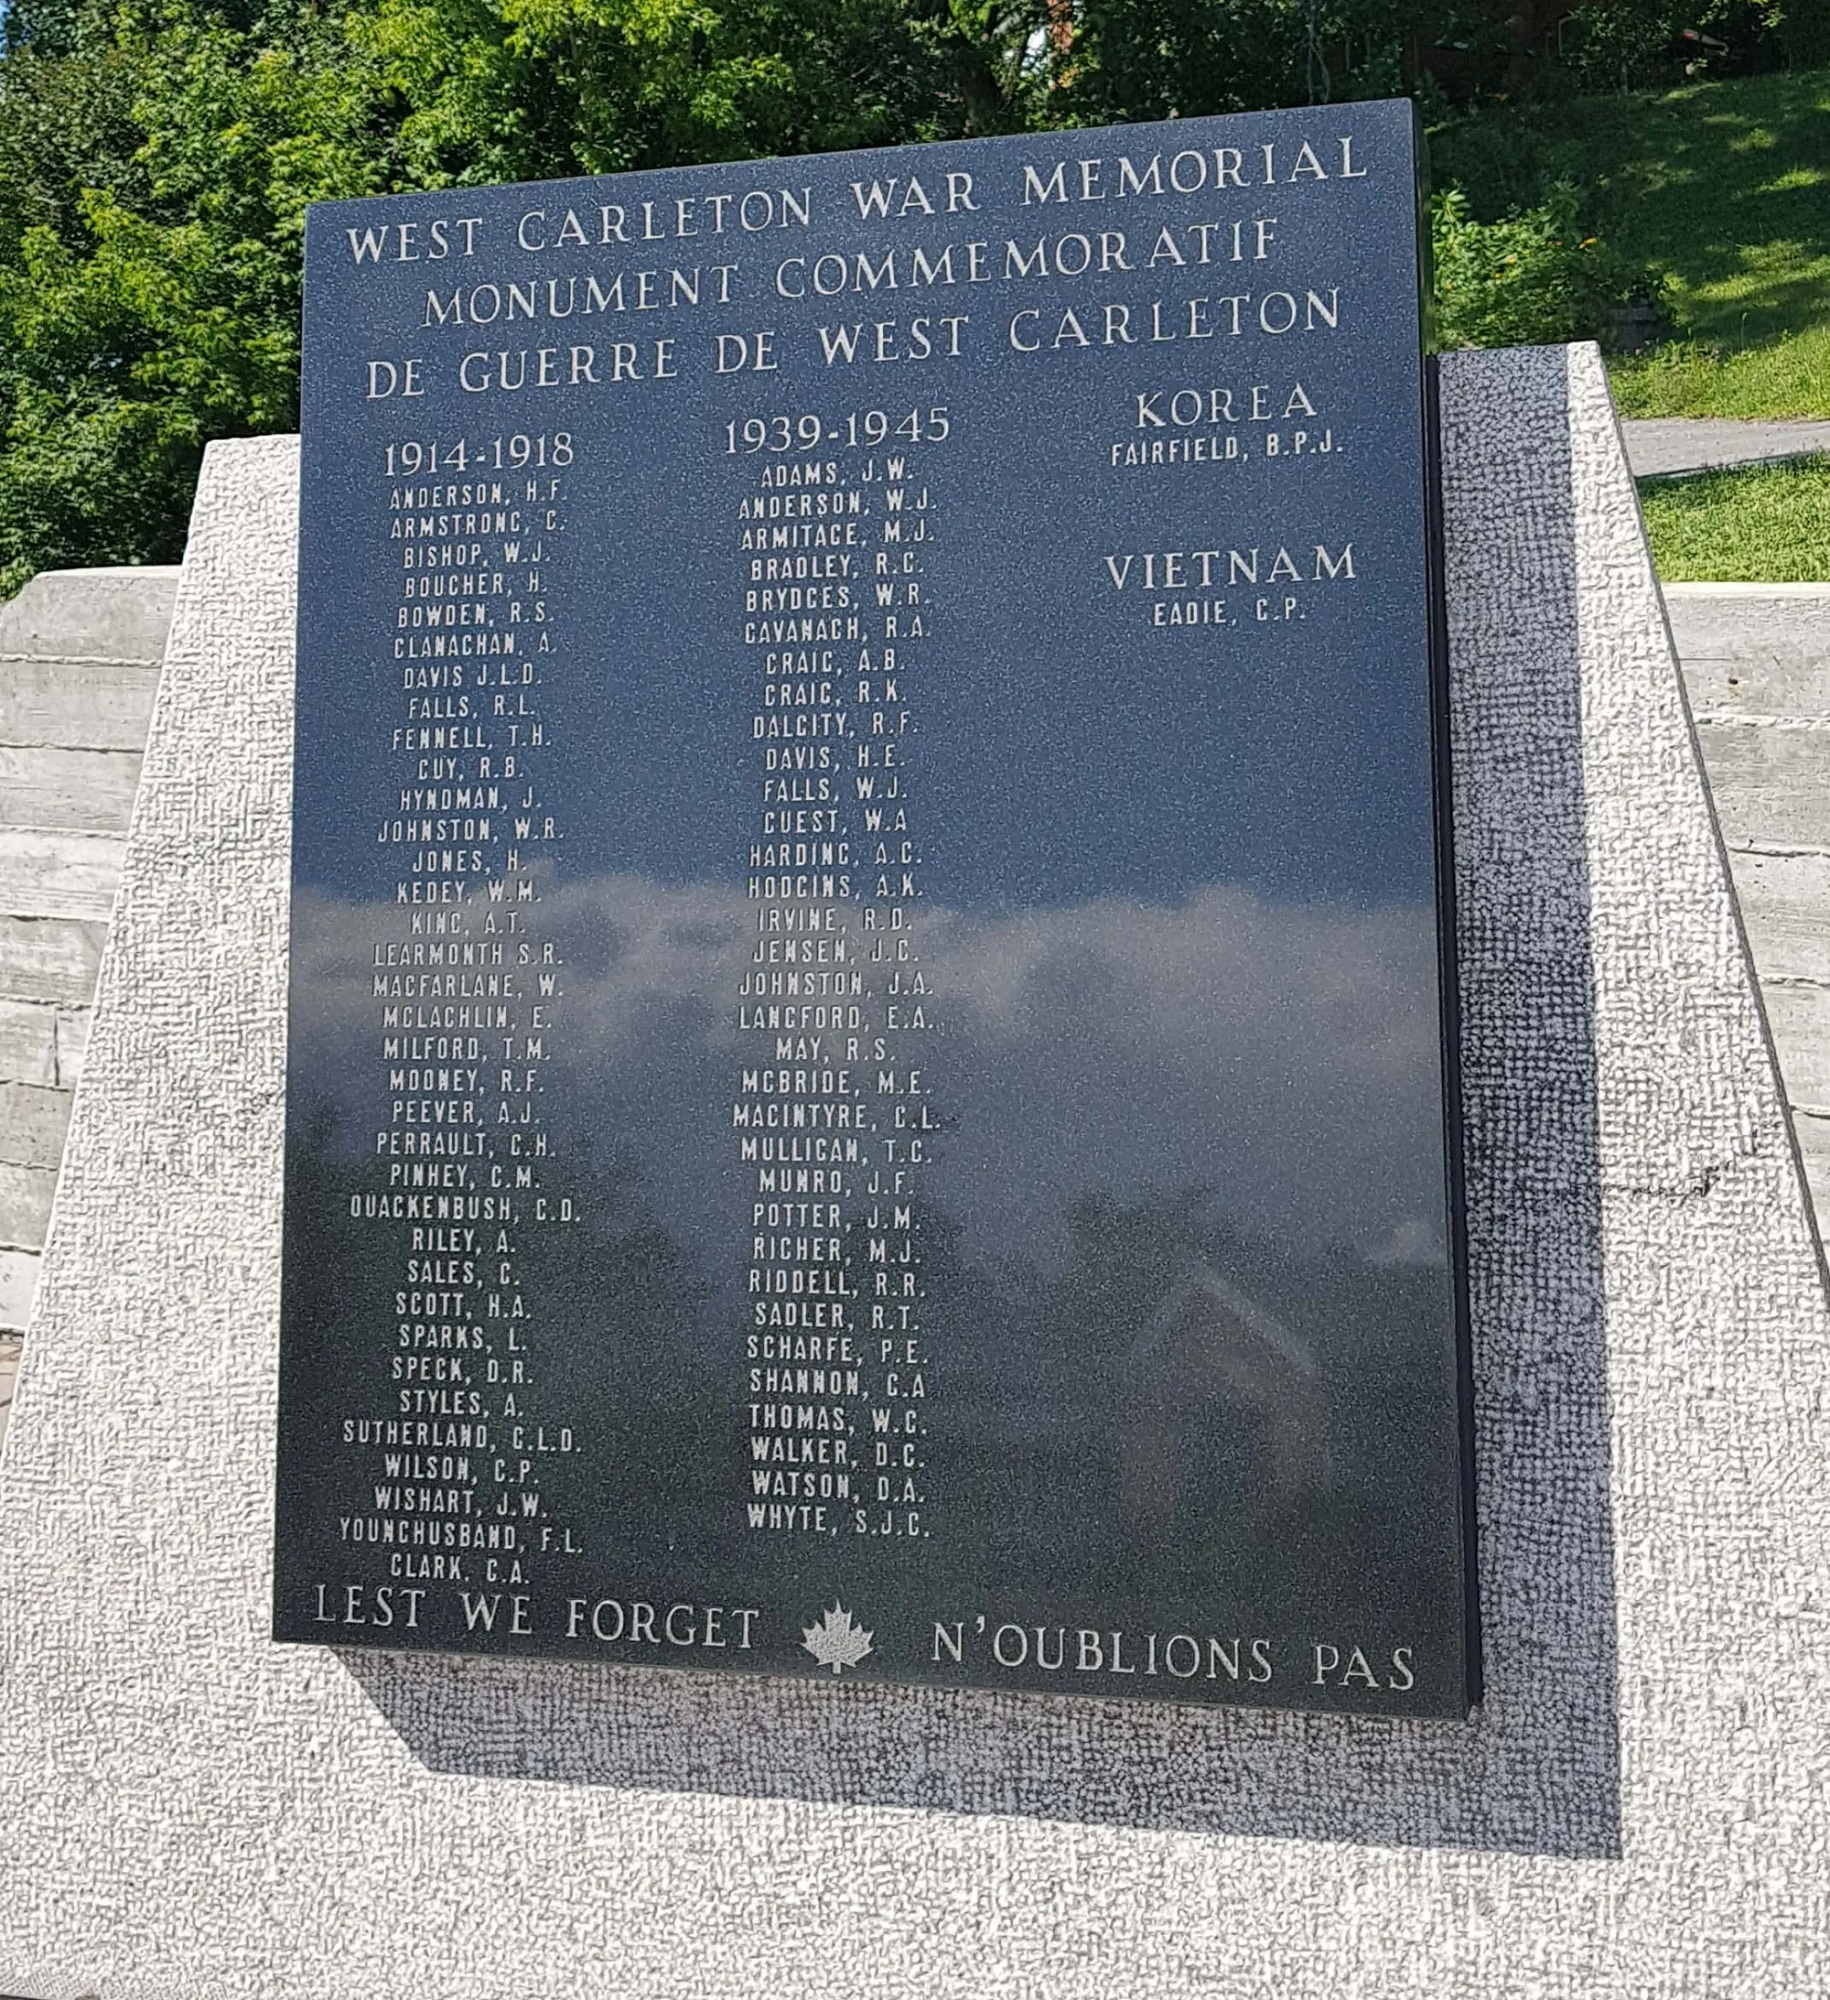 WEST CARLETON WAR MEMORIAL
MONUMENT COMMEMORATIF
DE GUERRE DE WEST CARLETON
1914-1918
ANDERSON, H.F.
ARMSTRONG, C.
BISHOP, W.J.
BOUCHER, H.
BOWDEN, R.S.
CLANACHAN, A.
DAVIS J.L.D.
FALLS, R.L.
FENNELL, T.H.
GUY, R.B.
HYNDMAN, J.
JOHNSTON, W.R.
JONES, H.
KEDEY, W.M.
KING, A.T.
LEARMONTH S.R.
MACFARLANE, W.
MCLACHLIN, E.
MILFORD, T.M.
MOONEY, R.F.
PEEVER, A.J.
PERRAULT, C.H.
PINHEY, C.M.
QUACKENBUSH, C.D.
RILEY, A.
SALES, C.
SCOTT, H.A.
SPARKS, L.
SPECK, D.R.
STYLES, A.
SUTHERLAND, C.L.D.
WILSON, C.P.
WISHART, J.W.
YOUNGHUSBAND, F.L.
CLARK, C.A.
1939-1945
ADAMS, J.W.
ANDERSON, W.J.
ARMITAGE, M.J.
BRADLEY, R.C.
BRYDGES, W.R.
CAVANAGH, R.A.
CRAIG, A.B.
CRAIG, R.K.
DALGITY, R.F.
DAVIS, H.E.
FALLS, W.J.
GUEST, W.A
HARDING, A.C.
HODGINS, A.K.
IRVINE, R.D.
JENSEN, J.C.
JOHNSTON, J.A.
LANGFORD, E.A.
MAY, R.S.
MCBRIDE, M.E.
MACINTYRE, C.L.
MULLIGAN, T.C.
MUNRO, J.F.
POTTER, J.M.
RICHER, M.J.
RIDDELL, R.R.
SADLER, R.T.
SCHARFE, P.E.
SHANNON, G.A
THOMAS, W.C.
WALKER, D.C.
WATSON, D.A.
WHYTE, S.J.C.
KOREA
FAIRFIELD, B.P.J.
VIETNAM
EADIE, C.P.
LEST WE FORGET N'OUBLIONS PAS